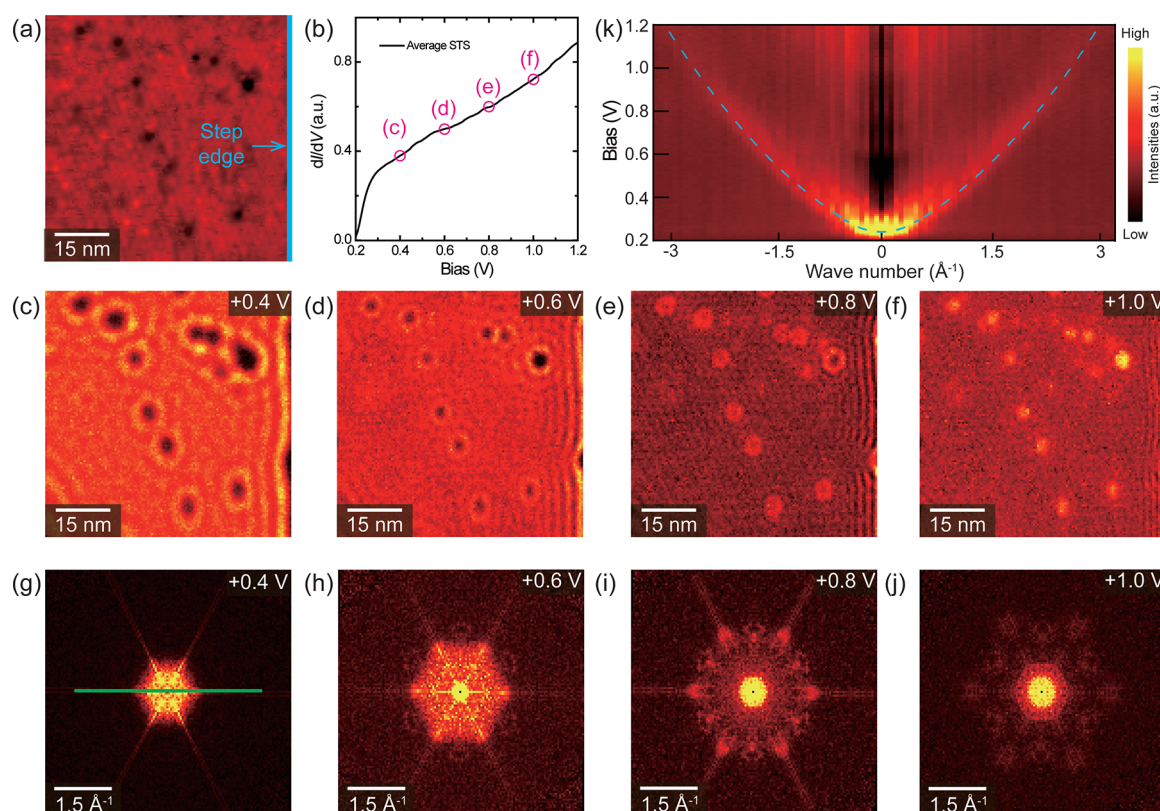 (a)
Step
edge
15 nm
(b)
Average STS
(c)
(d)
(e)
(f)
dI/dV (a.u.)
0.8
0.4
0.0
0.2 0.4 0.6 0.8 1.0 1.2
Bias (V)
(k)
Bias (V)
1.2
1.0
0.8
0.6
0.4
0.2
-3 -1.5 0 1.5 3
Wave number (Å⁻¹)
High
Intensities (a.u.)
Low
(c) +0.4 V
15 nm
(d) +0.6 V
15 nm
(e) +0.8 V
15 nm
(f) +1.0 V
15 nm
(g) +0.4 V
1.5 Å⁻¹
(h) +0.6 V
1.5 Å⁻¹
(i) +0.8 V
1.5 Å⁻¹
(j) +1.0 V
1.5 Å⁻¹